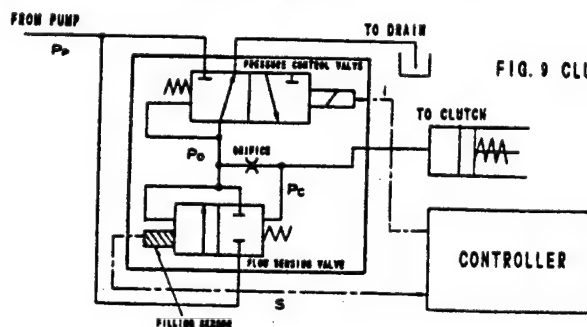 FROM PUMP
Pp
TO DRAIN
PRESSURE CONTROL VALVE
FIG. 9 CLU
i
TO CLUTCH
Po
ORIFICE
Pc
CONTROLLER
FLOW SENSING VALVE
S
FILLING SENSOR